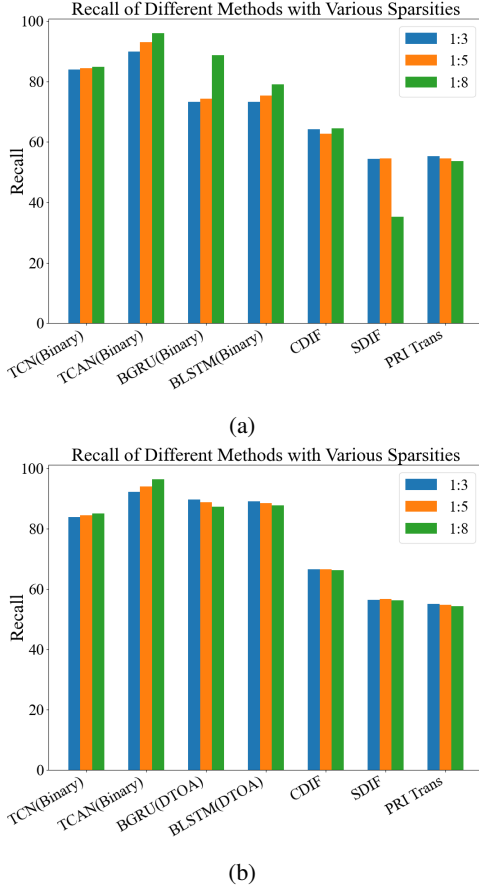 Recall of Different Methods with Various Sparsities
100
80
60
40
20
0
Recall
1:3
1:5
1:8
TCN(Binary)
TCAN(Binary)
BGRU(Binary)
BLSTM(Binary)
CDIF
SDIF
PRI Trans
(a)
Recall of Different Methods with Various Sparsities
100
80
60
40
20
0
Recall
1:3
1:5
1:8
TCN(Binary)
TCAN(Binary)
BGRU(DTOA)
BLSTM(DTOA)
CDIF
SDIF
PRI Trans
(b)